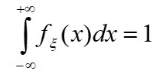 ∫_{-∞}^{+∞} f_ξ(x)dx = 1